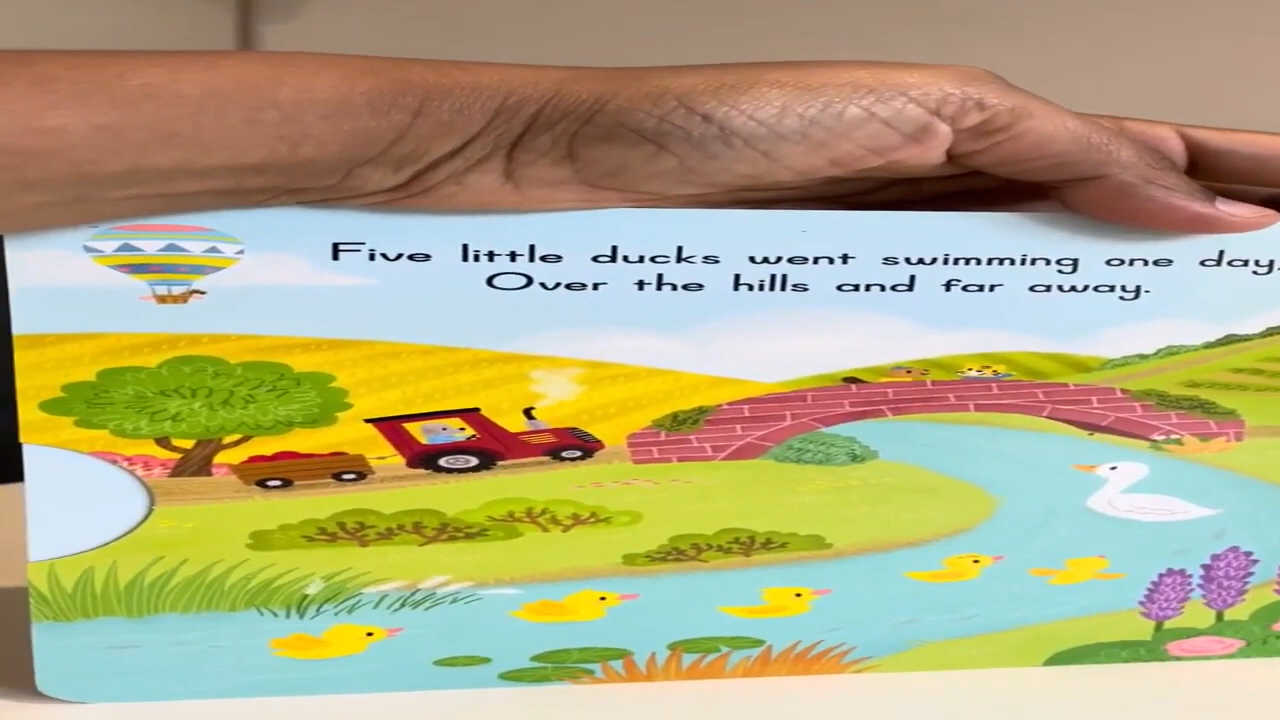 Five little ducks went swimming one day,
Over the hills and far away.